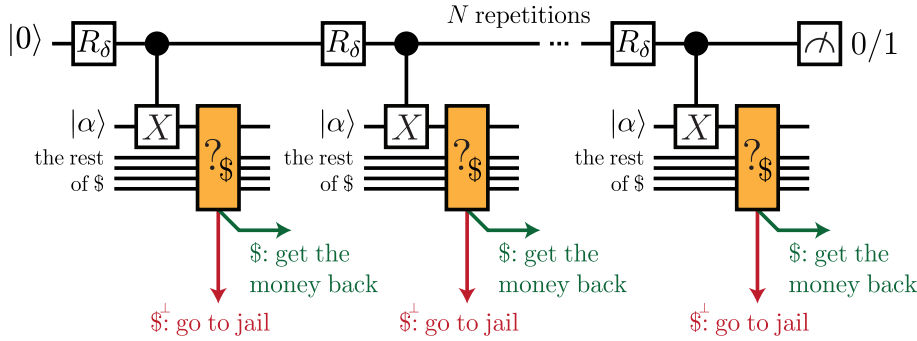 N repetitions
|0⟩ R_δ R_δ ... R_δ 0/1
|α⟩ X ?_$ |α⟩ X ?_$ |α⟩ X ?_$
the rest the rest the rest
of $ of $ of $
$: get the $: get the $: get the
money back money back money back
$^⊥: go to jail $^⊥: go to jail $^⊥: go to jail